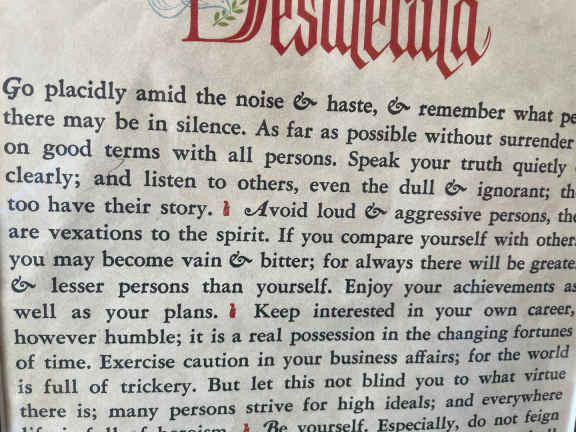 Desiderata
Go placidly amid the noise & haste, & remember what
there may be in silence. As far as possible without surrender
on good terms with all persons. Speak your truth quietly
clearly; and listen to others, even the dull & ignorant;
too have their story. Avoid loud & aggressive persons,
are vexations to the spirit. If you compare yourself with
you may become vain & bitter; for always there will be
& lesser persons than yourself. Enjoy your achievements as
well as your plans. Keep interested in your own career,
however humble; it is a real possession in the changing fortunes
of time. Exercise caution in your business affairs; for the world
is full of trickery. But let this not blind you to what virtue
there is; many persons strive for high ideals; and everywhere
life is full of heroism. Be yourself. Especially, do not feign